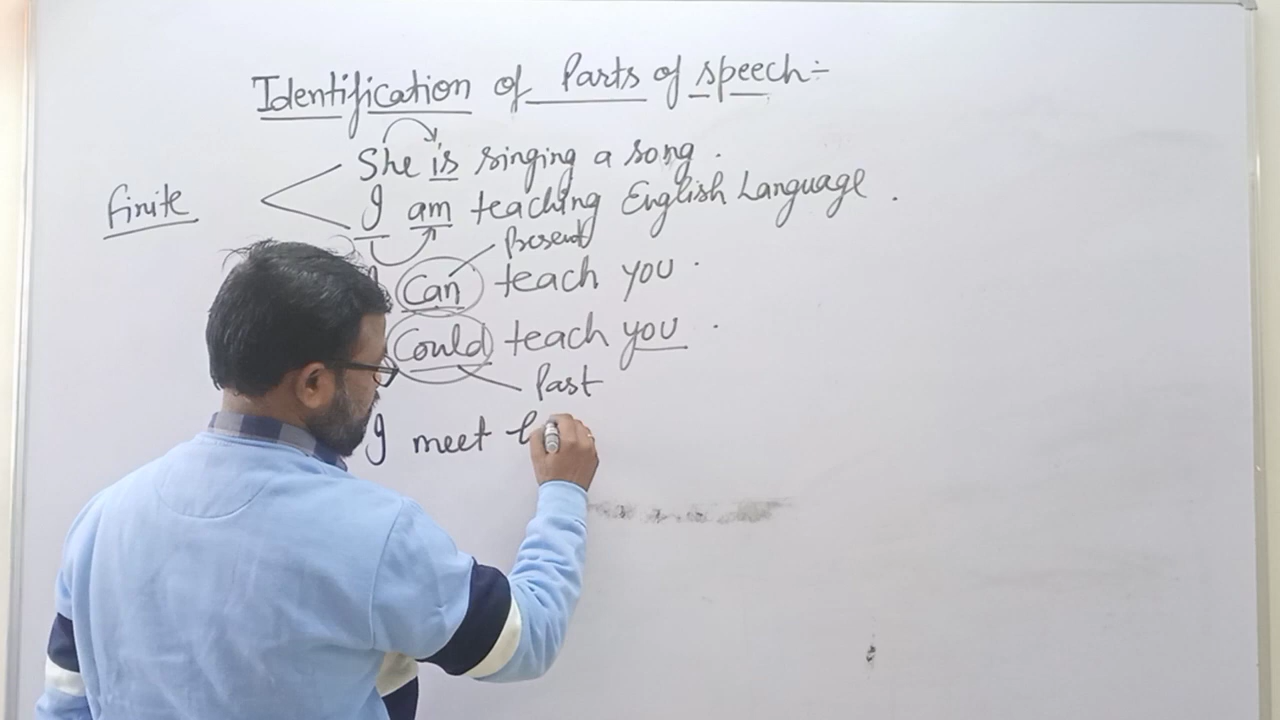 Identification of Parts of speech:-
She is singing a song.
finite
I am teaching English Language.
Present
Can teach you.
Could teach you.
Past
I meet